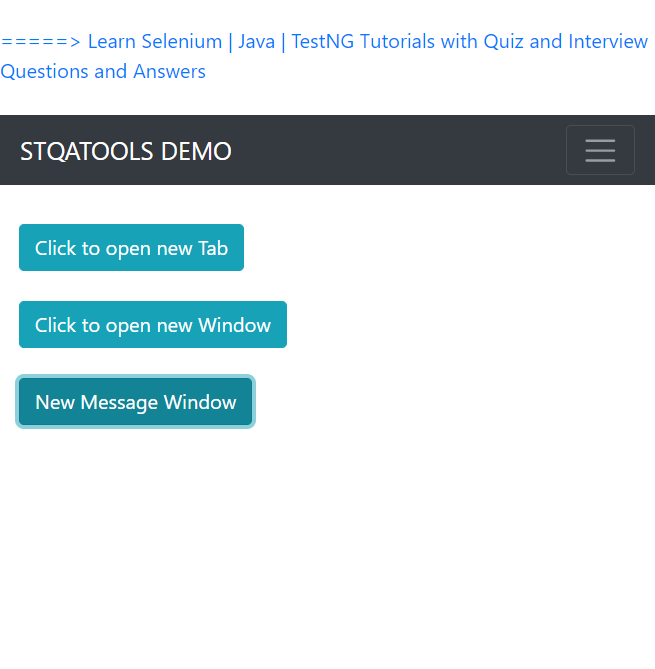 =====> Learn Selenium | Java | TestNG Tutorials with Quiz and Interview
Questions and Answers
STQATOOLS DEMO
Click to open new Tab
Click to open new Window
New Message Window